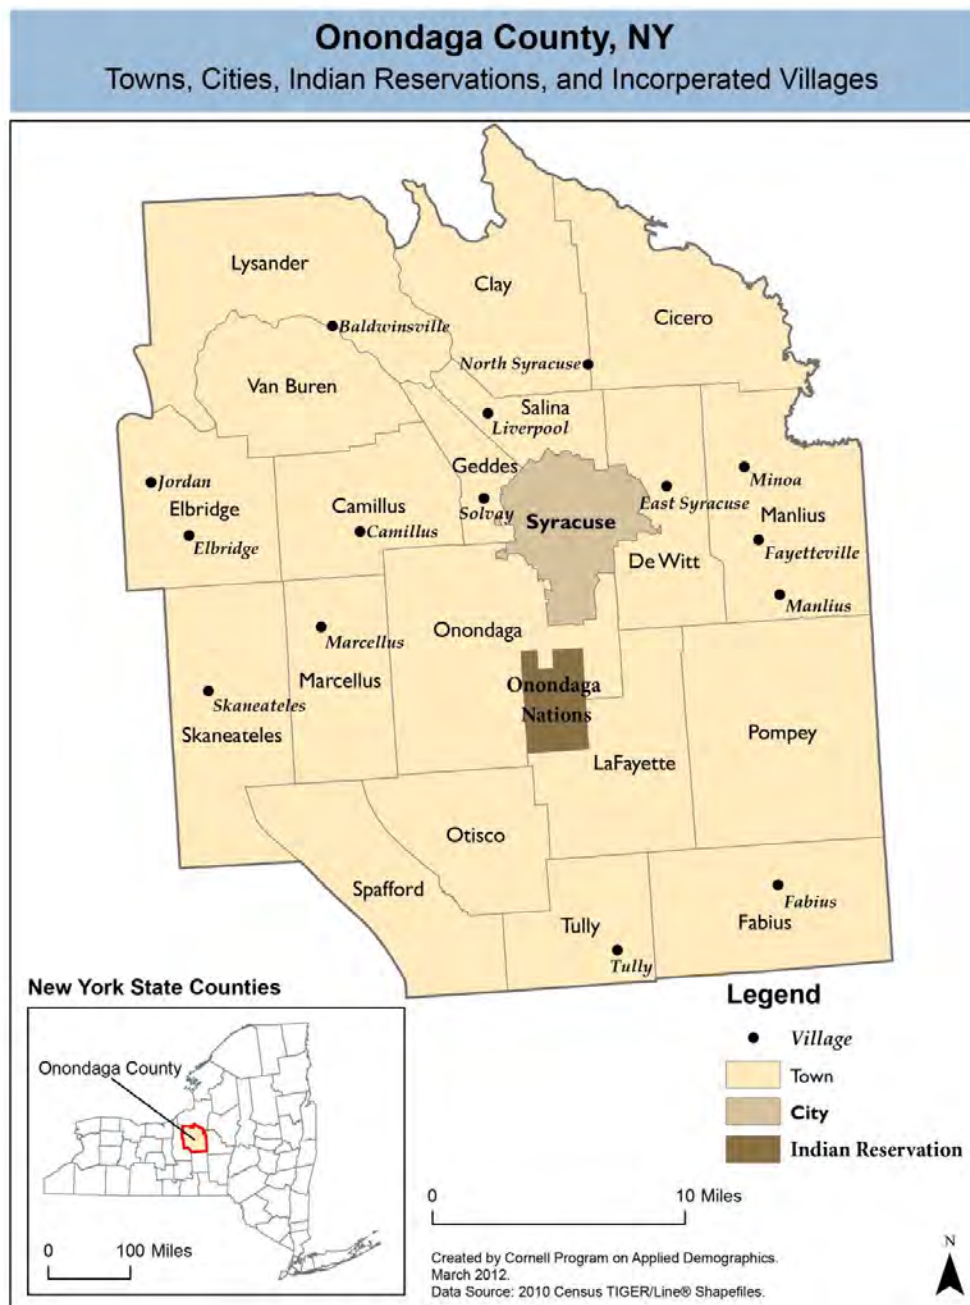 Onondaga County, NY
Towns, Cities, Indian Reservations, and Incorperated Villages
Lysander
Clay
Cicero
Baldwinsville
North Syracuse
Van Buren
Salina
Liverpool
Geddes
Jordan
Minoa
Elbridge
Camillus
Solvay
East Syracuse
Manlius
Syracuse
Camillus
Elbridge
Fayetteville
De Witt
Manlius
Onondaga
Marcellus
Marcellus
Onondaga
Nations
Skaneateles
Skaneateles
Pompey
LaFayette
Otisco
Spafford
Fabius
Tully
Fabius
Tully
New York State Counties
Onondaga County
0 100 Miles
Legend
Village
Town
City
Indian Reservation
0 10 Miles
Created by Cornell Program on Applied Demographics.
March 2012.
Data Source: 2010 Census TIGER/Line® Shapefiles.
N